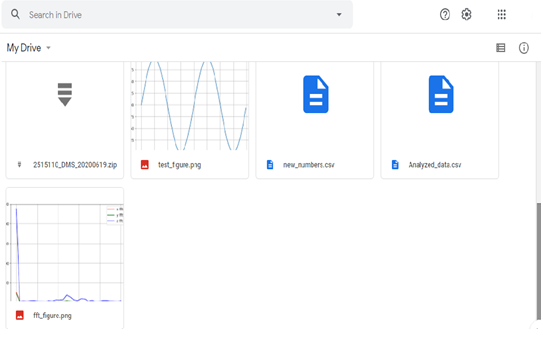 Search in Drive
My Drive
251511C_DMS_20200619.zip
test_figure.png
new_numbers.csv
Analyzed_data.csv
fft_figure.png